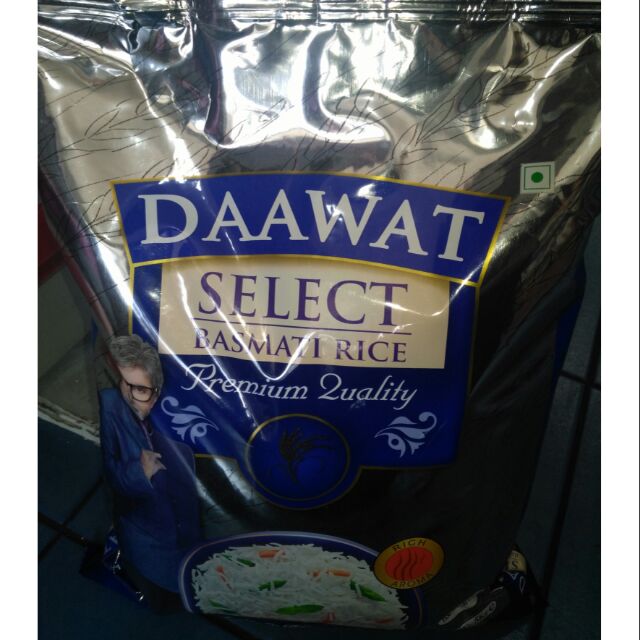 DAAWAT
SELECT
BASMATI RICE
Premium Quality
RICH
AROMA